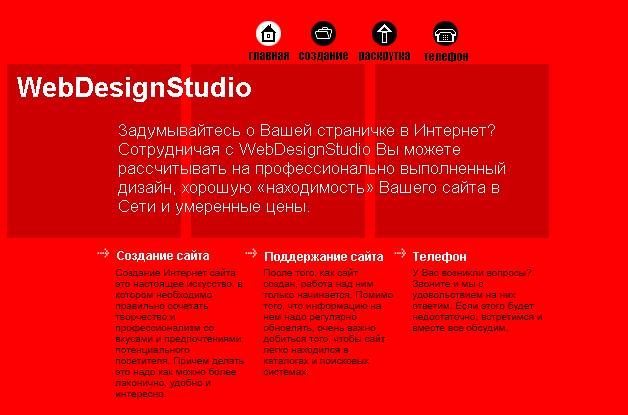 главная создание раскрутка телефон
WebDesignStudio
Задумывайтесь о Вашей страничке в Интернет?
Сотрудничая с WebDesignStudio Вы можете
рассчитывать на профессионально выполненный
дизайн, хорошую «находимость» Вашего сайта в
Сети и умеренные цены.
Создание сайта
Создание Интернет сайта
это настоящее искусство, в
котором необходимо
правильно сочетать
творчество и
профессионализм со
вкусами и предпочтениями
потенциального
посетителя. Причем делать
это надо как можно более
лаконично, удобно и
интересно.
Поддержание сайта
После того, как сайт
создан, работа над ним
только начинается. Помимо
того, что информацию на
нем надо регулярно
обновлять, очень важно
добиться того, чтобы сайт
легко находился в
каталогах и поисковых
системах.
Телефон
У Вас возникли вопросы?
Звоните и мы с
удовольствием на них
ответим. Если этого будет
недостаточно, встретимся и
вместе все обсудим.